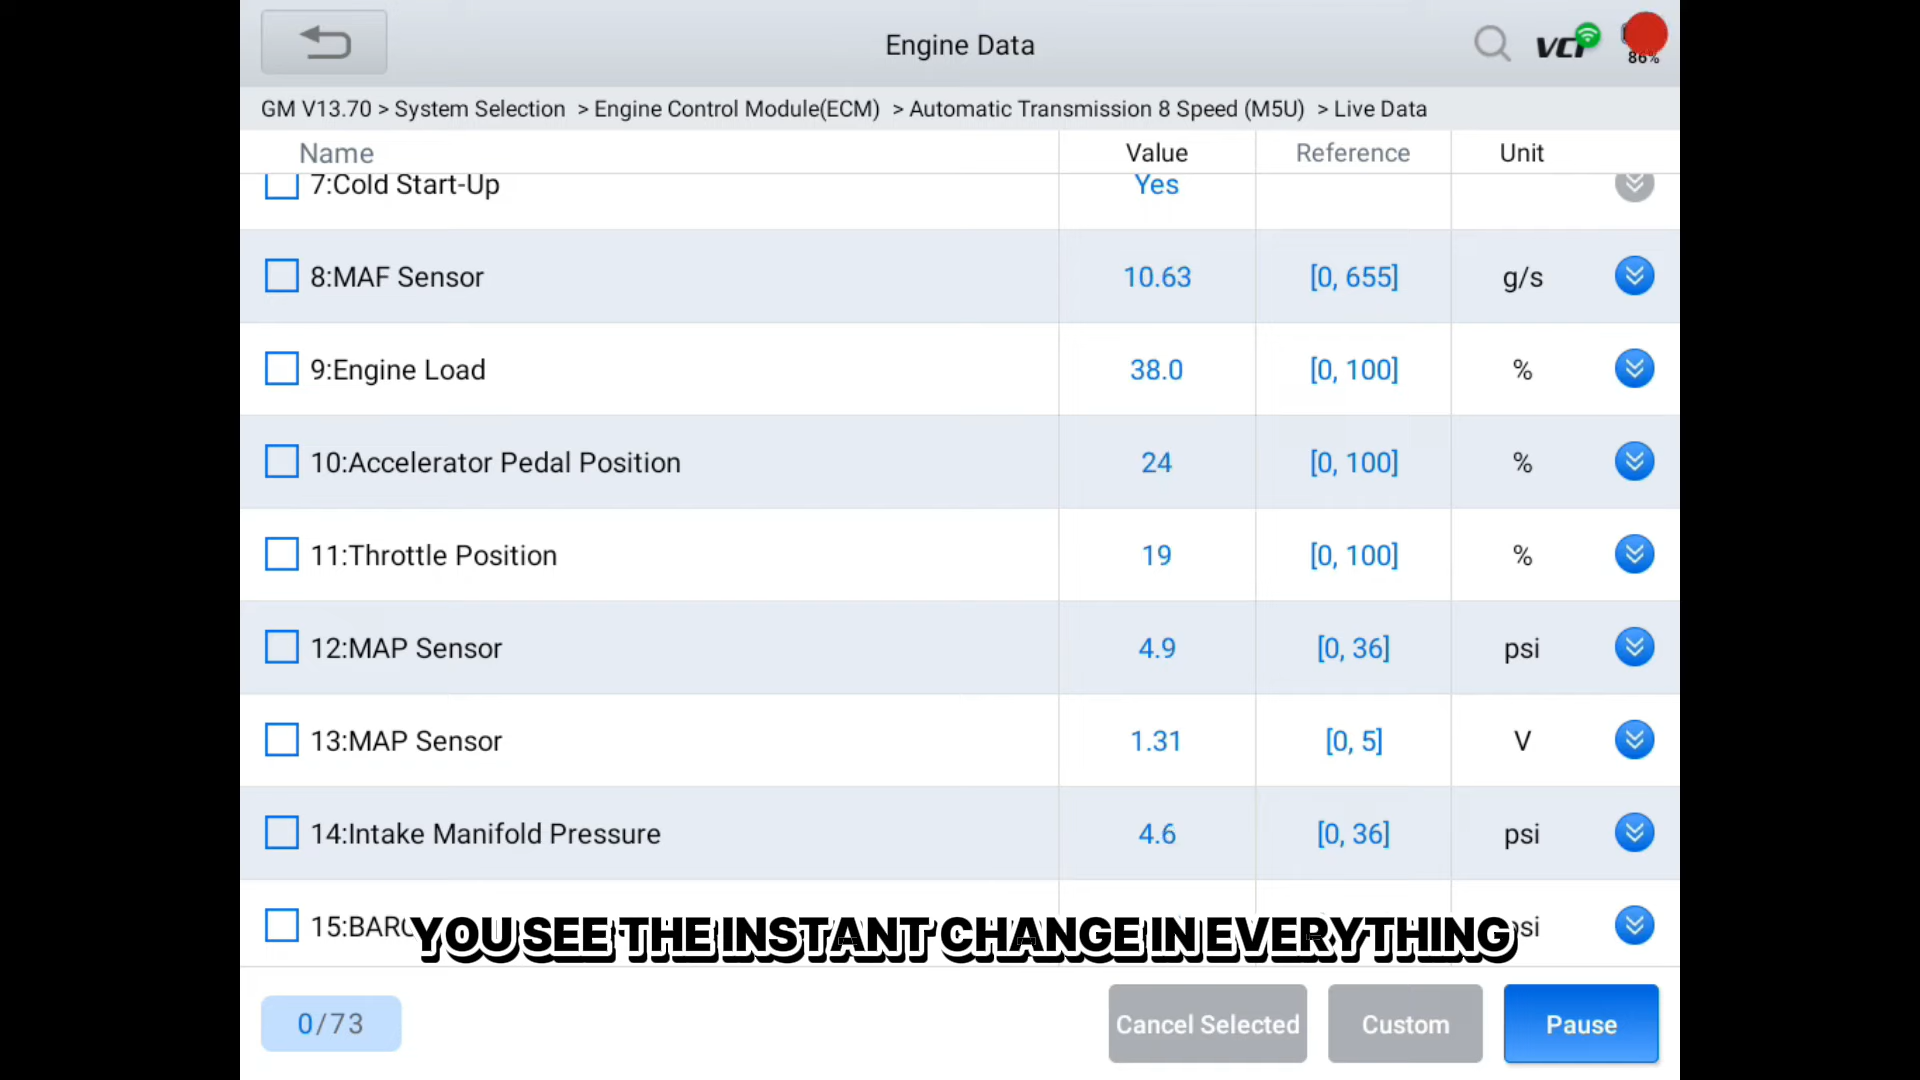 Engine Data
VCI
86%
GM V13.70 > System Selection > Engine Control Module(ECM) > Automatic Transmission 8 Speed (M5U) > Live Data
Name Value Reference Unit
7:Cold Start-Up Yes
8:MAF Sensor 10.63 [0, 655] g/s
9:Engine Load 38.0 [0, 100] %
10:Accelerator Pedal Position 24 [0, 100] %
11:Throttle Position 19 [0, 100] %
12:MAP Sensor 4.9 [0, 36] psi
13:MAP Sensor 1.31 [0, 5] V
14:Intake Manifold Pressure 4.6 [0, 36] psi
15:BARO
YOU SEE THE INSTANT CHANGE IN EVERYTHING
0/73 Cancel Selected Custom Pause